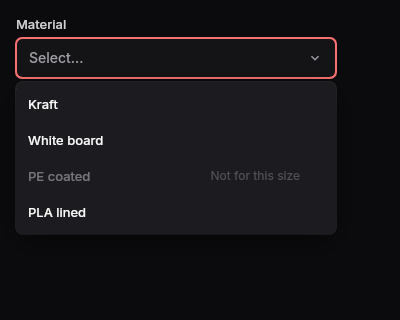 Material
Select...
Kraft
White board
PE coated Not for this size
PLA lined